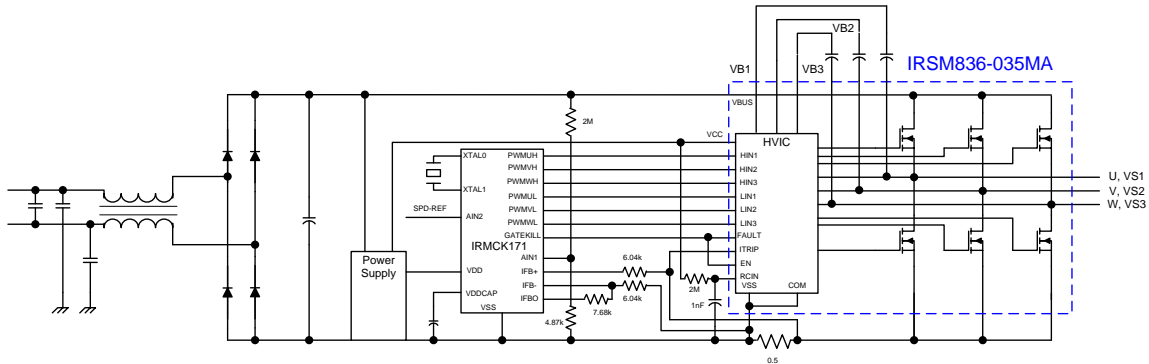 VB2
VB1
VB3
IRSM836-035MA
VBUS
2M
VCC
HVIC
XTAL0
PWMUH
HIN1
PWMVH
HIN2
U, VS1
XTAL1
PWMWH
HIN3
V, VS2
PWMUL
LIN1
W, VS3
SPD-REF
AIN2
PWMVL
LIN2
PWMWL
LIN3
GATEKILL
FAULT
IRMCK171
ITRIP
Power
Supply
AIN1
6.04k
EN
VDD
IFB+
RCIN
IFB-
2M
VSS
COM
VDDCAP
IFBO
6.04k
VSS
7.68k
1nF
4.87k
0.5